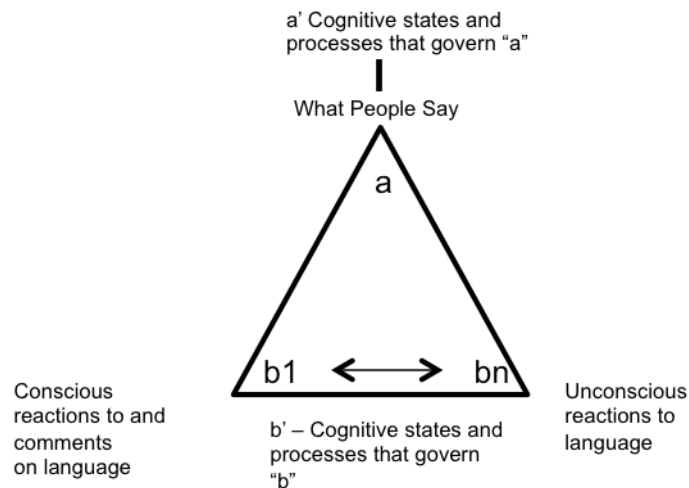 a’ Cognitive states and
processes that govern “a”
What People Say
a
b1
bn
Conscious
reactions to and
comments
on language
b’ – Cognitive states and
processes that govern
“b”
Unconscious
reactions to
language